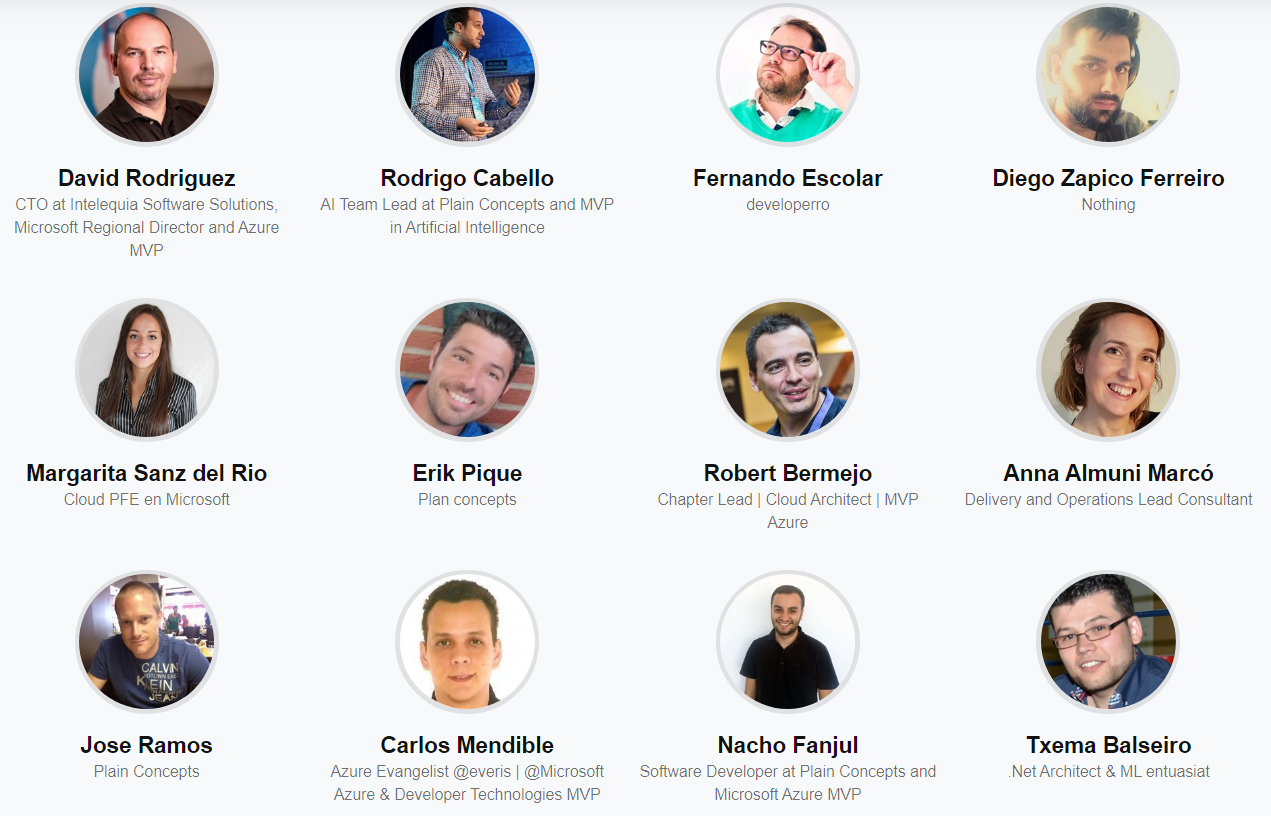 David Rodriguez
CTO at Intelequia Software Solutions,
Microsoft Regional Director and Azure
MVP
Rodrigo Cabello
AI Team Lead at Plain Concepts and MVP
in Artificial Intelligence
Fernando Escolar
developerro
Diego Zapico Ferreiro
Nothing
Margarita Sanz del Rio
Cloud PFE en Microsoft
Erik Pique
Plan concepts
Robert Bermejo
Chapter Lead | Cloud Architect | MVP
Azure
Anna Almuni Marcó
Delivery and Operations Lead Consultant
CALVIN
KLEIN
JEANS
Jose Ramos
Plain Concepts
Carlos Mendible
Azure Evangelist @everis | @Microsoft
Azure & Developer Technologies MVP
Nacho Fanjul
Software Developer at Plain Concepts and
Microsoft Azure MVP
Txema Balseiro
.Net Architect & ML entuasiat